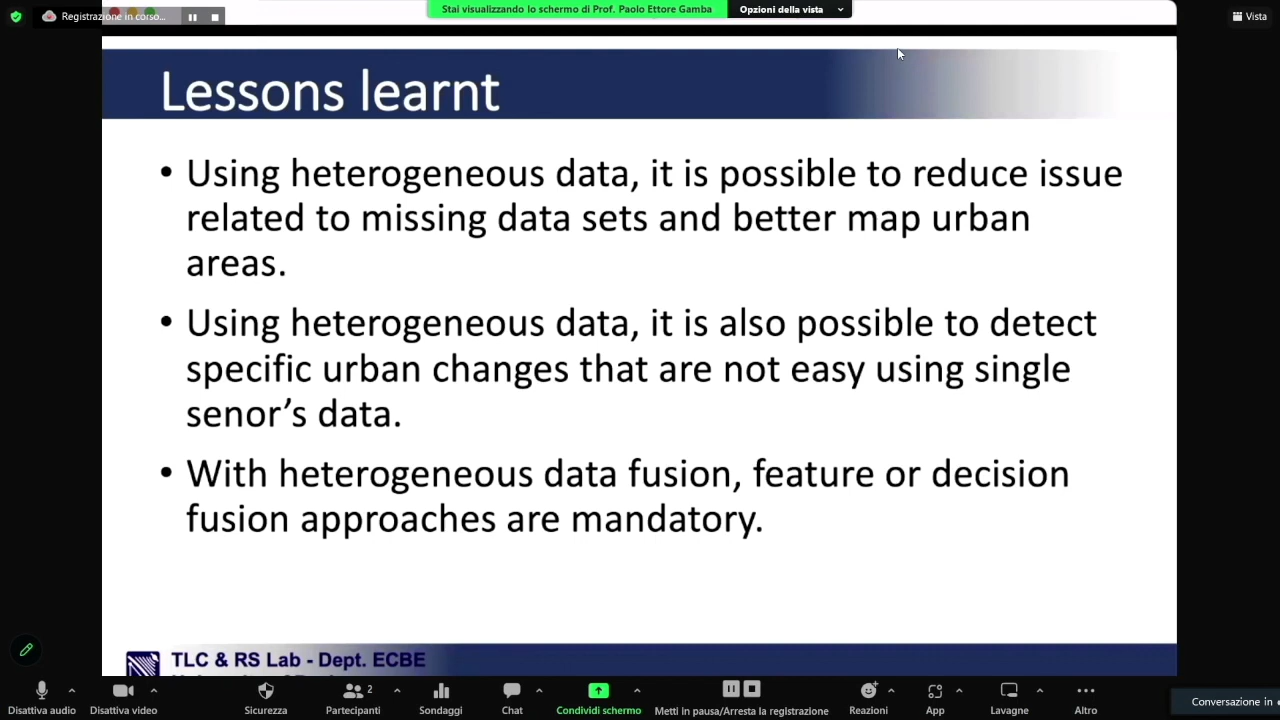 Registrazione in corso...
Stai visualizzando lo schermo di Prof. Paolo Ettore Gamba
Opzioni della vista
Vista
Lessons learnt
• Using heterogeneous data, it is possible to reduce issue
related to missing data sets and better map urban
areas.
• Using heterogeneous data, it is also possible to detect
specific urban changes that are not easy using single
senor’s data.
• With heterogeneous data fusion, feature or decision
fusion approaches are mandatory.
TLC & RS Lab - Dept. ECBE
2
Disattiva audio
Disattiva video
Sicurezza
Partecipanti
Sondaggi
Chat
Condividi schermo
Metti in pausa/Arresta la registrazione
Reazioni
App
Lavagne
Altro
Conversazione in